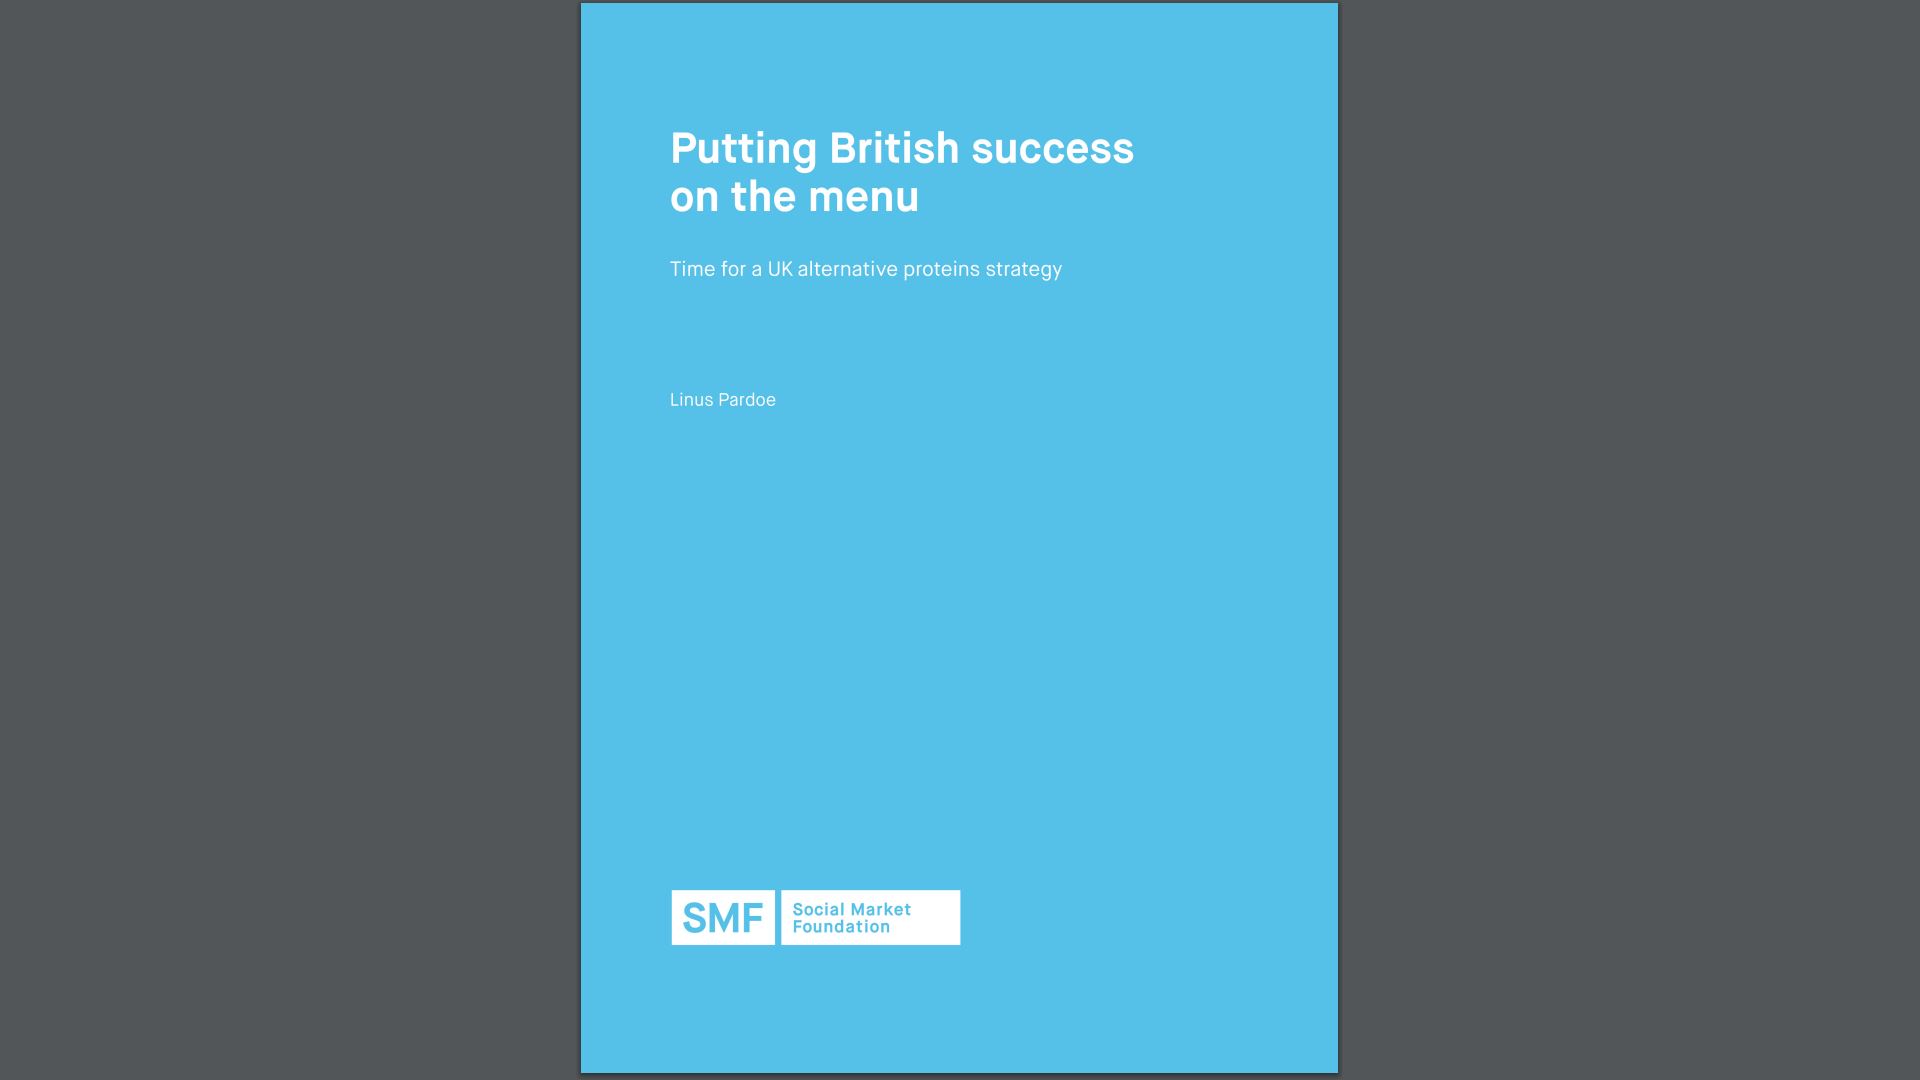 Putting British success
on the menu
Time for a UK alternative proteins strategy
Linus Pardoe
SMF
Social Market
Foundation